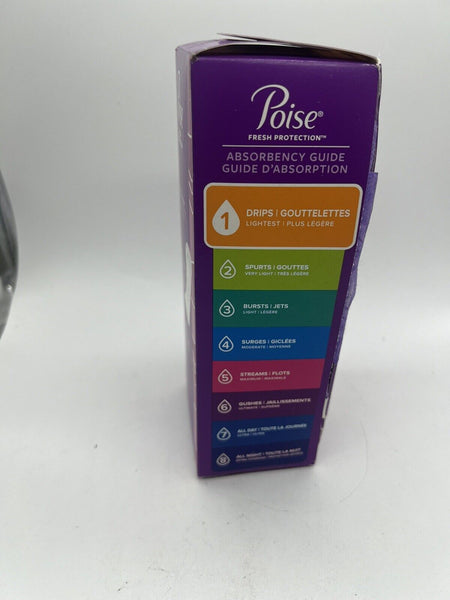 Poise®
FRESH PROTECTION™
ABSORBENCY GUIDE
GUIDE D'ABSORPTION
1
DRIPS | GOUTTELETTES
LIGHTEST | PLUS LÉGÈRE
2
SPURTS | GOUTTES
VERY LIGHT | TRÈS LÉGÈRE
3
BURSTS | JETS
LIGHT | LÉGÈRE
4
SURGES | GICLÉES
MODERATE | MOYENNE
5
STREAMS | FLOTS
MAXIMUM | MAXIMALE
6
GUSHES | JAILLISSEMENTS
ULTIMATE | SUPRÊME
7
ALL DAY | TOUTE LA JOURNÉE
ULTRA | ULTRA
8
ALL NIGHT | TOUTE LA NUIT